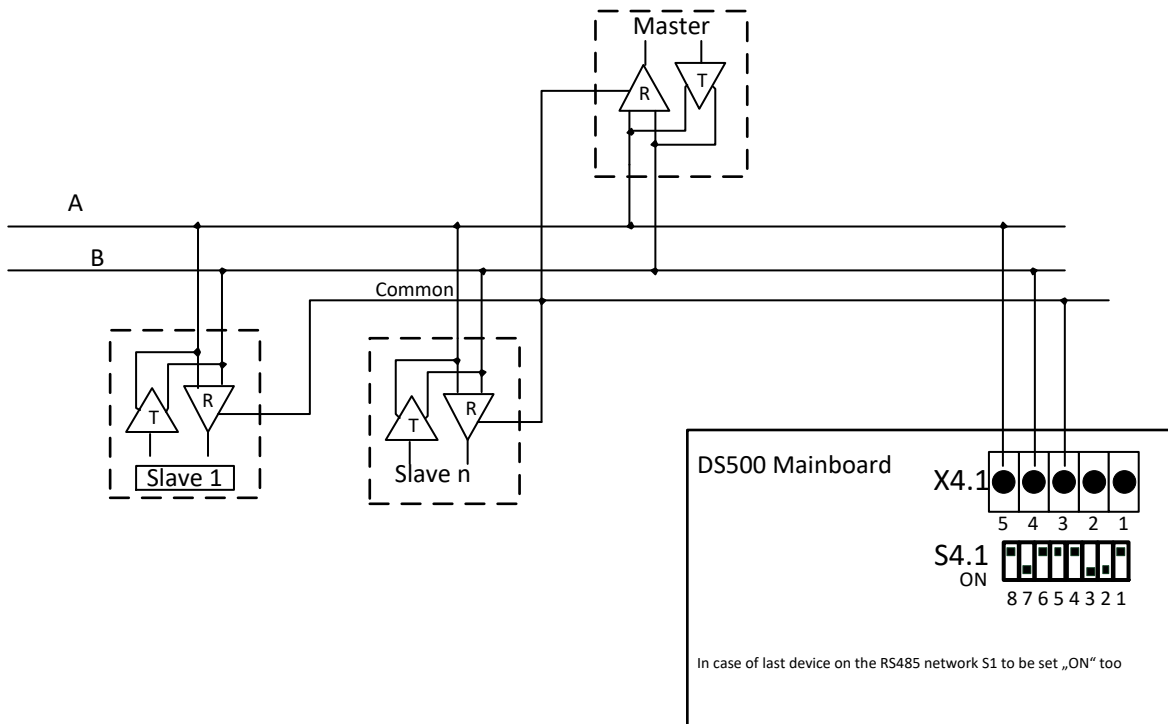 Master
R
T
A
B
Common
T
R
Slave 1
T
R
Slave n
DS500 Mainboard
X4.1
5 4 3 2 1
S4.1
ON
8 7 6 5 4 3 2 1
In case of last device on the RS485 network S1 to be set „ON“ too